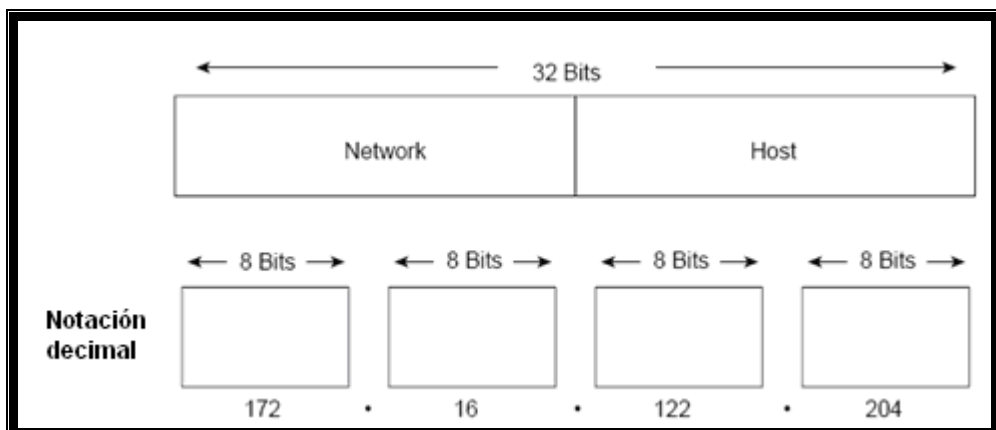 32 Bits
Network Host
8 Bits 8 Bits 8 Bits 8 Bits
Notación
decimal
172 . 16 . 122 . 204